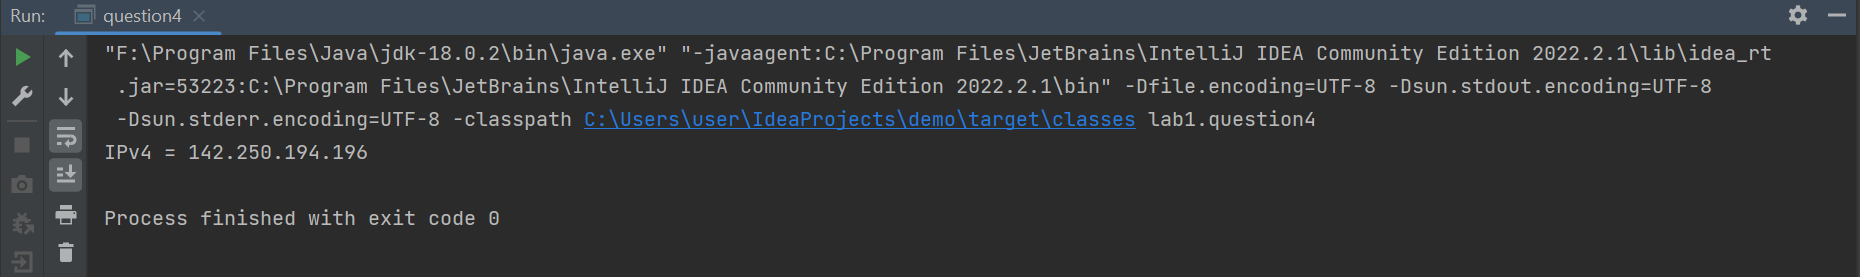 Run: question4
"F:\Program Files\Java\jdk-18.0.2\bin\java.exe" "-javaagent:C:\Program Files\JetBrains\IntelliJ IDEA Community Edition 2022.2.1\lib\idea_rt
.jar=53223:C:\Program Files\JetBrains\IntelliJ IDEA Community Edition 2022.2.1\bin" -Dfile.encoding=UTF-8 -Dsun.stdout.encoding=UTF-8
-Dsun.stderr.encoding=UTF-8 -classpath C:\Users\user\IdeaProjects\demo\target\classes lab1.question4
IPv4 = 142.250.194.196
Process finished with exit code 0